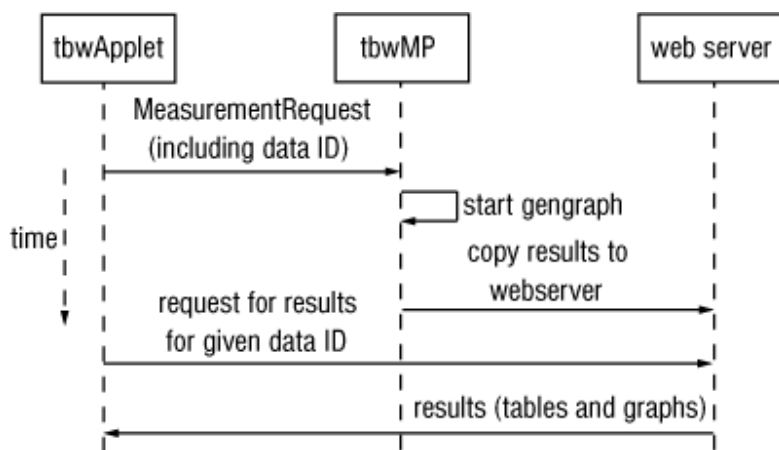 tbwApplet
tbwMP
web server
MeasurementRequest
(including data ID)
start gengraph
time
copy results to
webserver
request for results
for given data ID
results (tables and graphs)